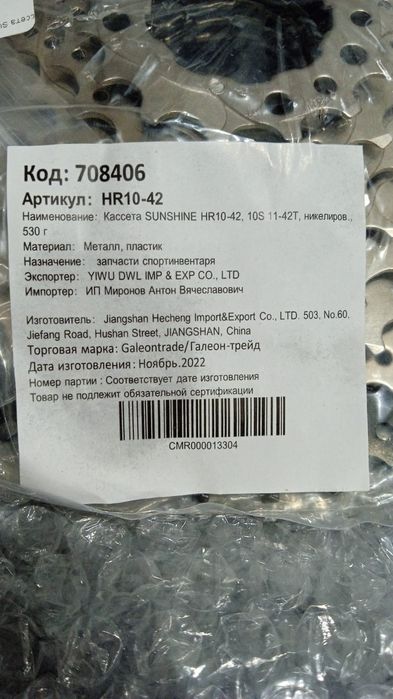 Код: 708406
Артикул: HR10-42
Наименование: Кассета SUNSHINE HR10-42, 10S 11-42T, никелиров.,
530 г
Материал: Металл, пластик
Назначение: запчасти спортинвентаря
Экспортер: YIWU DWL IMP & EXP CO., LTD
Импортер: ИП Миронов Антон Вячеславович
Изготовитель: Jiangshan Hecheng Import&Export Co., LTD. 503, No.60,
Jiefang Road, Hushan Street, JIANGSHAN, China
Торговая марка: Galeontrade/Галеон-трейд
Дата изготовления: Ноябрь.2022
Номер партии : Соответствует дате изготовления
Товар не подлежит обязательной сертификации
CMR000013304